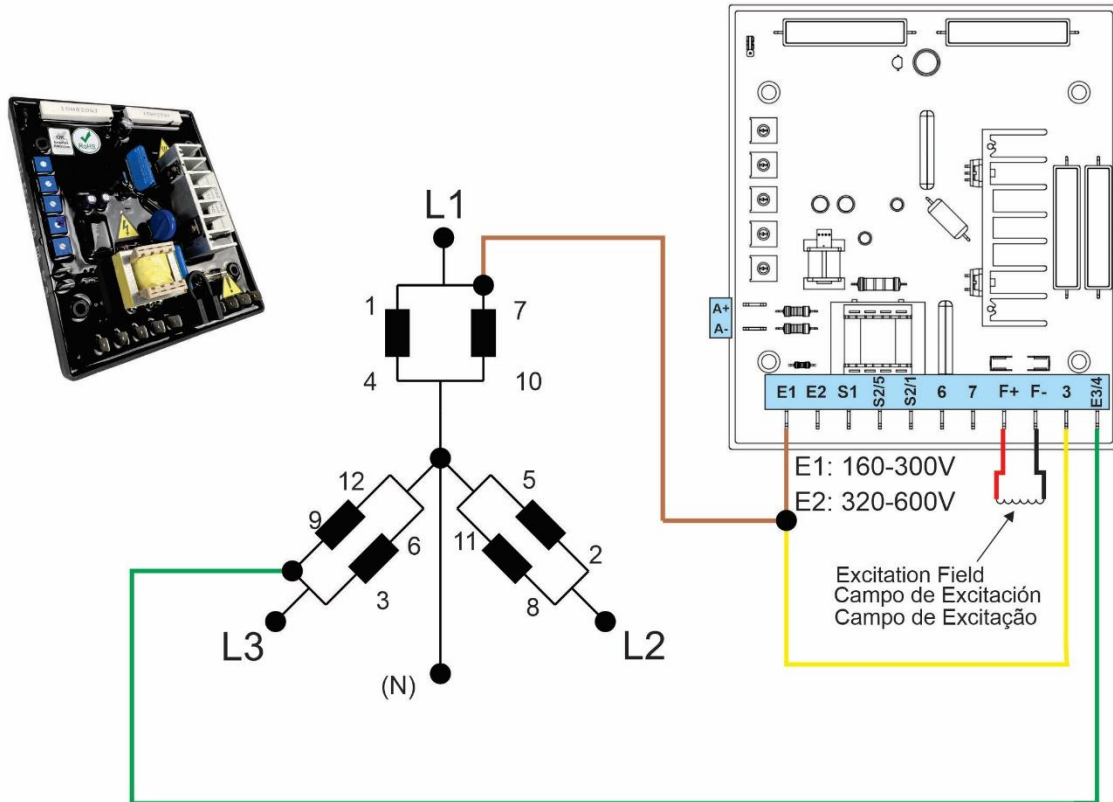 L1
1
7
4
10
12
5
9
6
11
2
3
8
L3
L2
(N)
A+
A-
E1 E2 S1 S2/5 S2/1 6 7 F+ F- 3 E3/4
E1: 160-300V
E2: 320-600V
Excitation Field
Campo de Excitación
Campo de Excitação
OK
RoHS